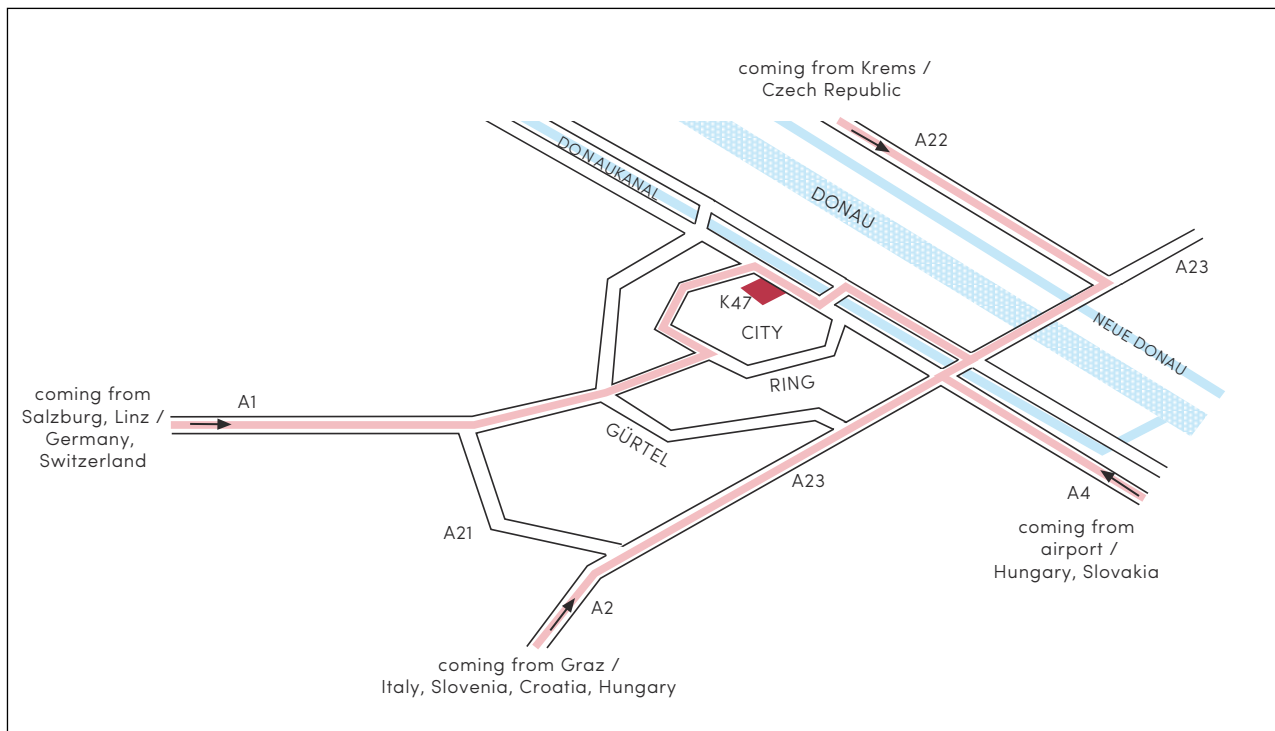 coming from Krems /
Czech Republic
A22
DONAUKANAL
DONAU
A23
K47
CITY
NEUE DONAU
RING
coming from
Salzburg, Linz /
Germany,
Switzerland
A1
GÜRTEL
A23
A4
A21
coming from
airport /
Hungary, Slovakia
A2
coming from Graz /
Italy, Slovenia, Croatia, Hungary